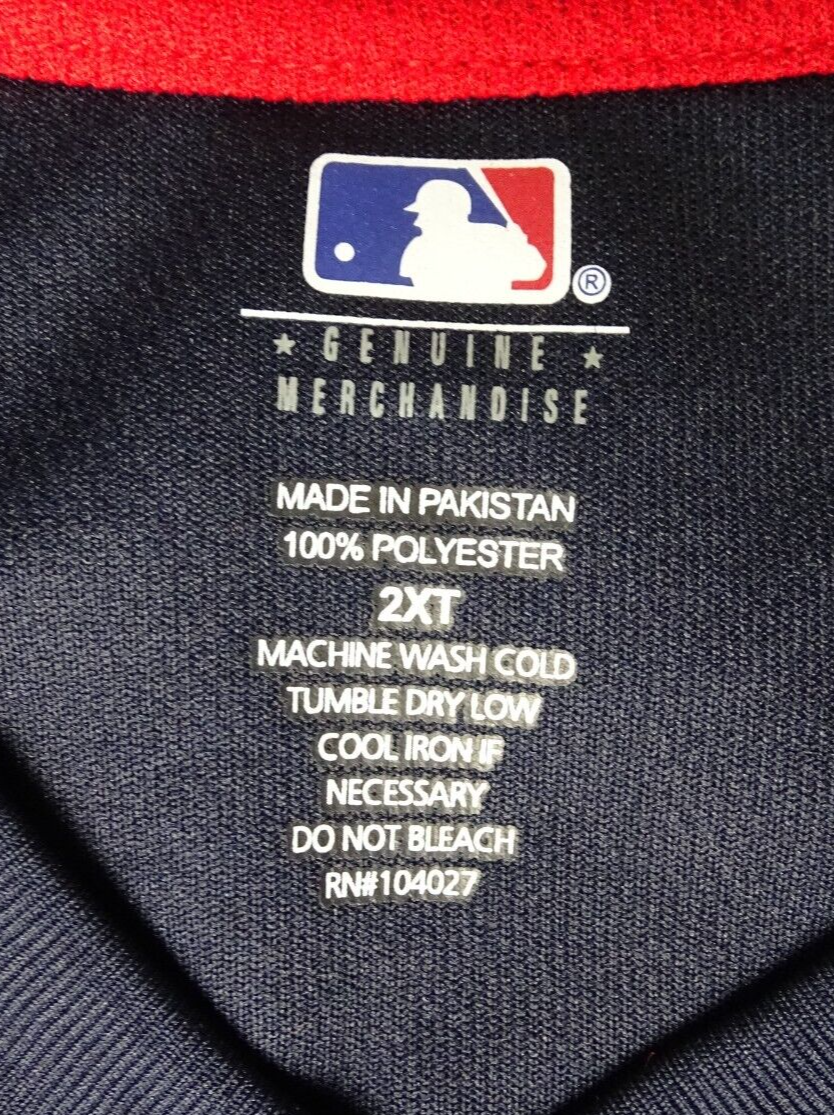 ®
★ GENUINE ★
MERCHANDISE
MADE IN PAKISTAN
100% POLYESTER
2XT
MACHINE WASH COLD
TUMBLE DRY LOW
COOL IRON IF
NECESSARY
DO NOT BLEACH
RN#104027